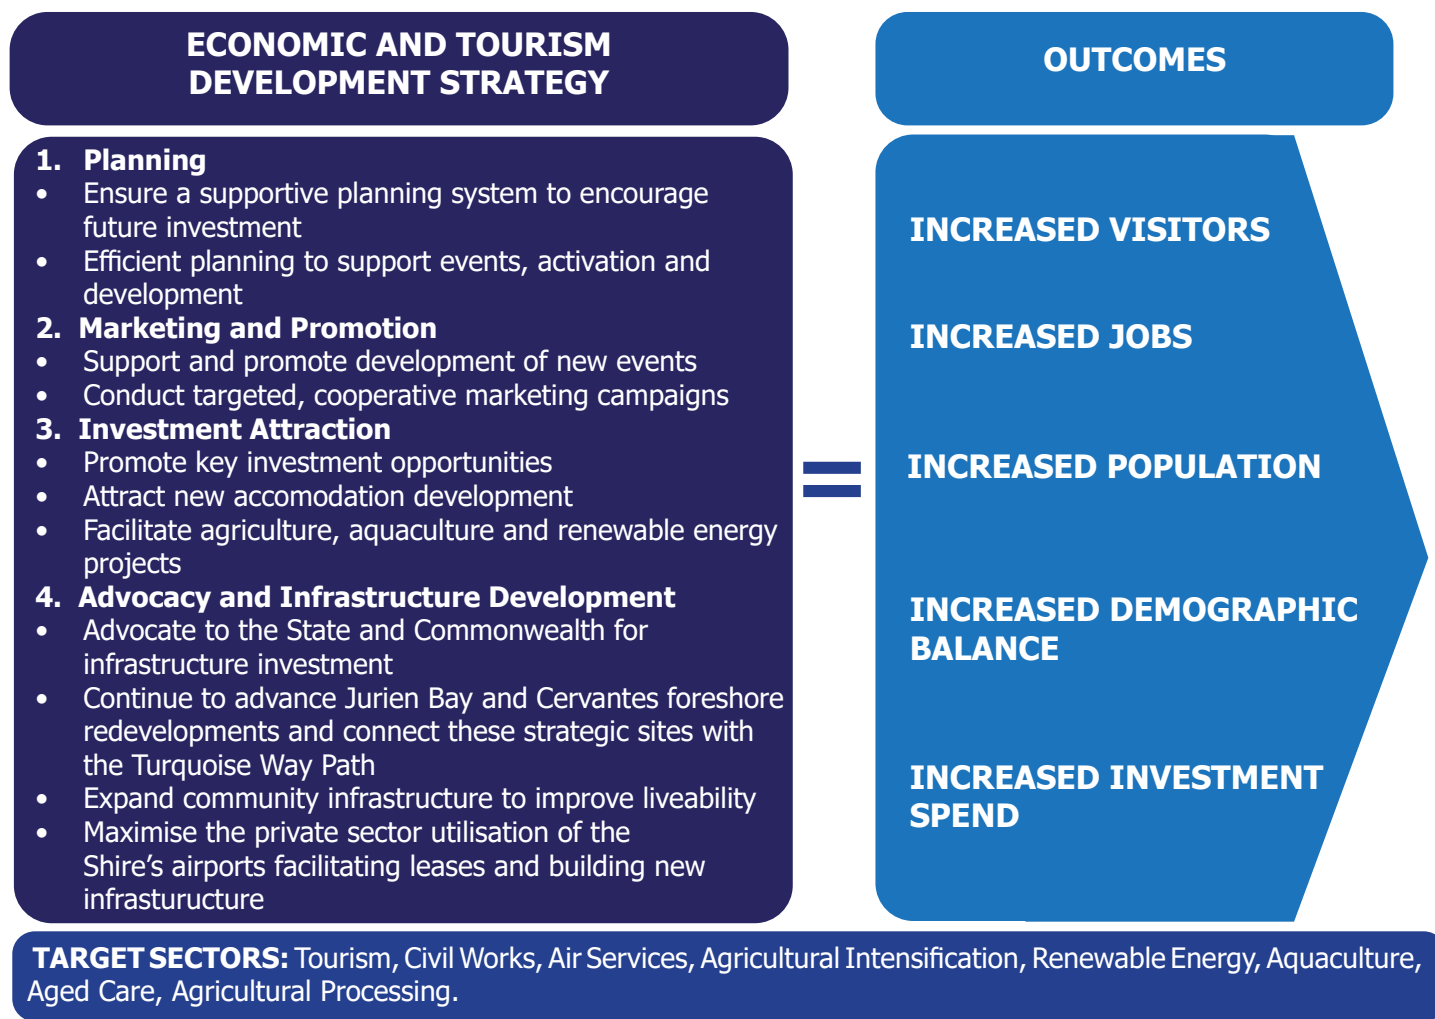 ECONOMIC AND TOURISM
DEVELOPMENT STRATEGY
1. Planning
• Ensure a supportive planning system to encourage
future investment
• Efficient planning to support events, activation and
development
2. Marketing and Promotion
• Support and promote development of new events
• Conduct targeted, cooperative marketing campaigns
3. Investment Attraction
• Promote key investment opportunities
• Attract new accomodation development
• Facilitate agriculture, aquaculture and renewable energy
projects
4. Advocacy and Infrastructure Development
• Advocate to the State and Commonwealth for
infrastructure investment
• Continue to advance Jurien Bay and Cervantes foreshore
redevelopments and connect these strategic sites with
the Turquoise Way Path
• Expand community infrastructure to improve liveability
• Maximise the private sector utilisation of the
Shire's airports facilitating leases and building new
infrasturucture
=
OUTCOMES
INCREASED VISITORS
INCREASED JOBS
INCREASED POPULATION
INCREASED DEMOGRAPHIC
BALANCE
INCREASED INVESTMENT
SPEND
TARGET SECTORS: Tourism, Civil Works, Air Services, Agricultural Intensification, Renewable Energy, Aquaculture,
Aged Care, Agricultural Processing.